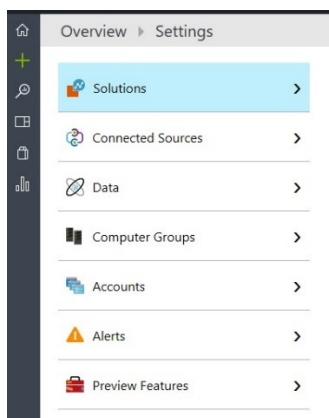 Overview Settings
Solutions
Connected Sources
Data
Computer Groups
Accounts
Alerts
Preview Features